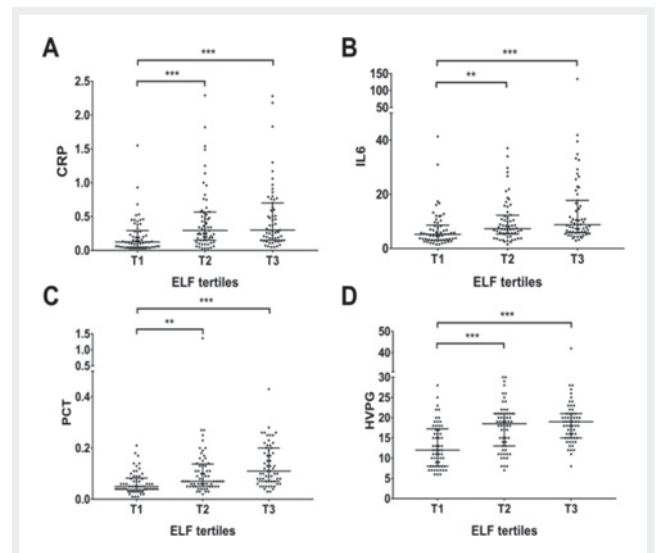 A
***
***
CRP
2.5
2.0
1.5
1.0
0.5
0.0
T1 T2 T3
ELF tertiles
B
***
**
IL6
150
100
50
40
20
0
T1 T2 T3
ELF tertiles
C
***
**
PCT
1.5
1.0
0.5
0.4
0.2
0.0
T1 T2 T3
ELF tertiles
D
***
***
HVPG
50
40
30
25
20
15
10
5
0
T1 T2 T3
ELF tertiles